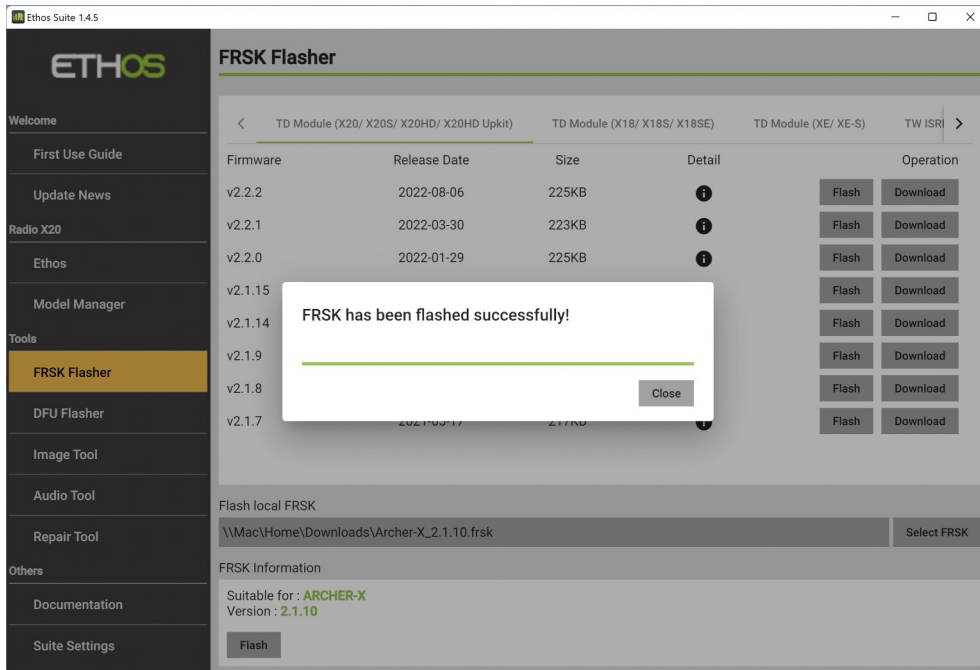 Ethos Suite 1.4.5
ETHOS
Welcome
First Use Guide
Update News
Radio X20
Ethos
Model Manager
Tools
FRSK Flasher
DFU Flasher
Image Tool
Audio Tool
Repair Tool
Others
Documentation
Suite Settings
FRSK Flasher
TD Module (X20/ X20S/ X20HD/ X20HD Upkit) TD Module (X18/ X18S/ X18SE) TD Module (XE/ XE-S) TW
Firmware Release Date Size Detail Operation
v2.2.2 2022-08-06 225KB Flash Download
v2.2.1 2022-03-30 223KB Flash Download
v2.2.0 2022-01-29 225KB Flash Download
v2.1.15 Flash Download
v2.1.14 Flash Download
v2.1.9 Flash Download
v2.1.8 Flash Download
v2.1.7 2021-05-17 217KB Flash Download
FRSK has been flashed successfully!
Close
Flash local FRSK
\\Mac\Home\Downloads\Archer-X_2.1.10.frsk Select FRSK
FRSK Information
Suitable for : ARCHER-X
Version : 2.1.10
Flash